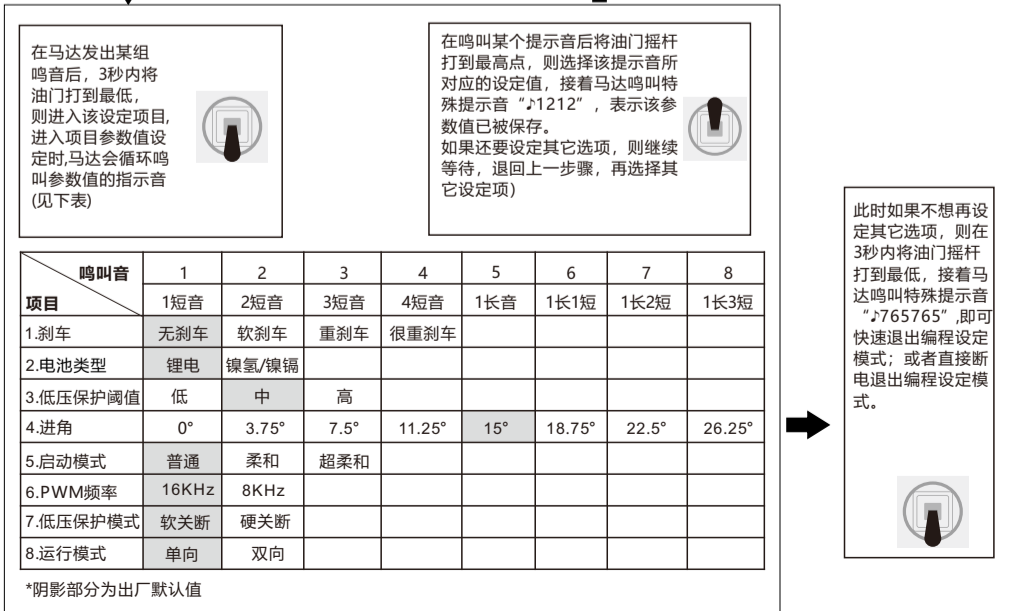 在马达发出某组
鸣音后，3秒内将
油门打到最低，
则进入该设定项目,
进入项目参数值设
定时,马达会循环鸣
叫参数值的指示音
(见下表)
在鸣叫某个提示音后将油门摇杆
打到最高点，则选择该提示音所
对应的设定值，接着马达鸣叫特
殊提示音“♪1212”，表示该参
数值已被保存。
如果还要设定其它选项，则继续
等待，退回上一步骤，再选择其
它设定项）
鸣叫音 1 2 3 4 5 6 7 8
项目 1短音 2短音 3短音 4短音 1长音 1长1短 1长2短 1长3短
1.刹车 无刹车 软刹车 重刹车 很重刹车
2.电池类型 锂电 镍氢/镍镉
3.低压保护阈值 低 中 高
4.进角 0° 3.75° 7.5° 11.25° 15° 18.75° 22.5° 26.25°
5.启动模式 普通 柔和 超柔和
6.PWM频率 16KHz 8KHz
7.低压保护模式 软关断 硬关断
8.运行模式 单向 双向
*阴影部分为出厂默认值
此时如果不想再设
定其它选项，则在
3秒内将油门摇杆
打到最低，接着马
达鸣叫特殊提示音
“♪765765”,即可
快速退出编程设定
模式；或者直接断
电退出编程设定模
式。